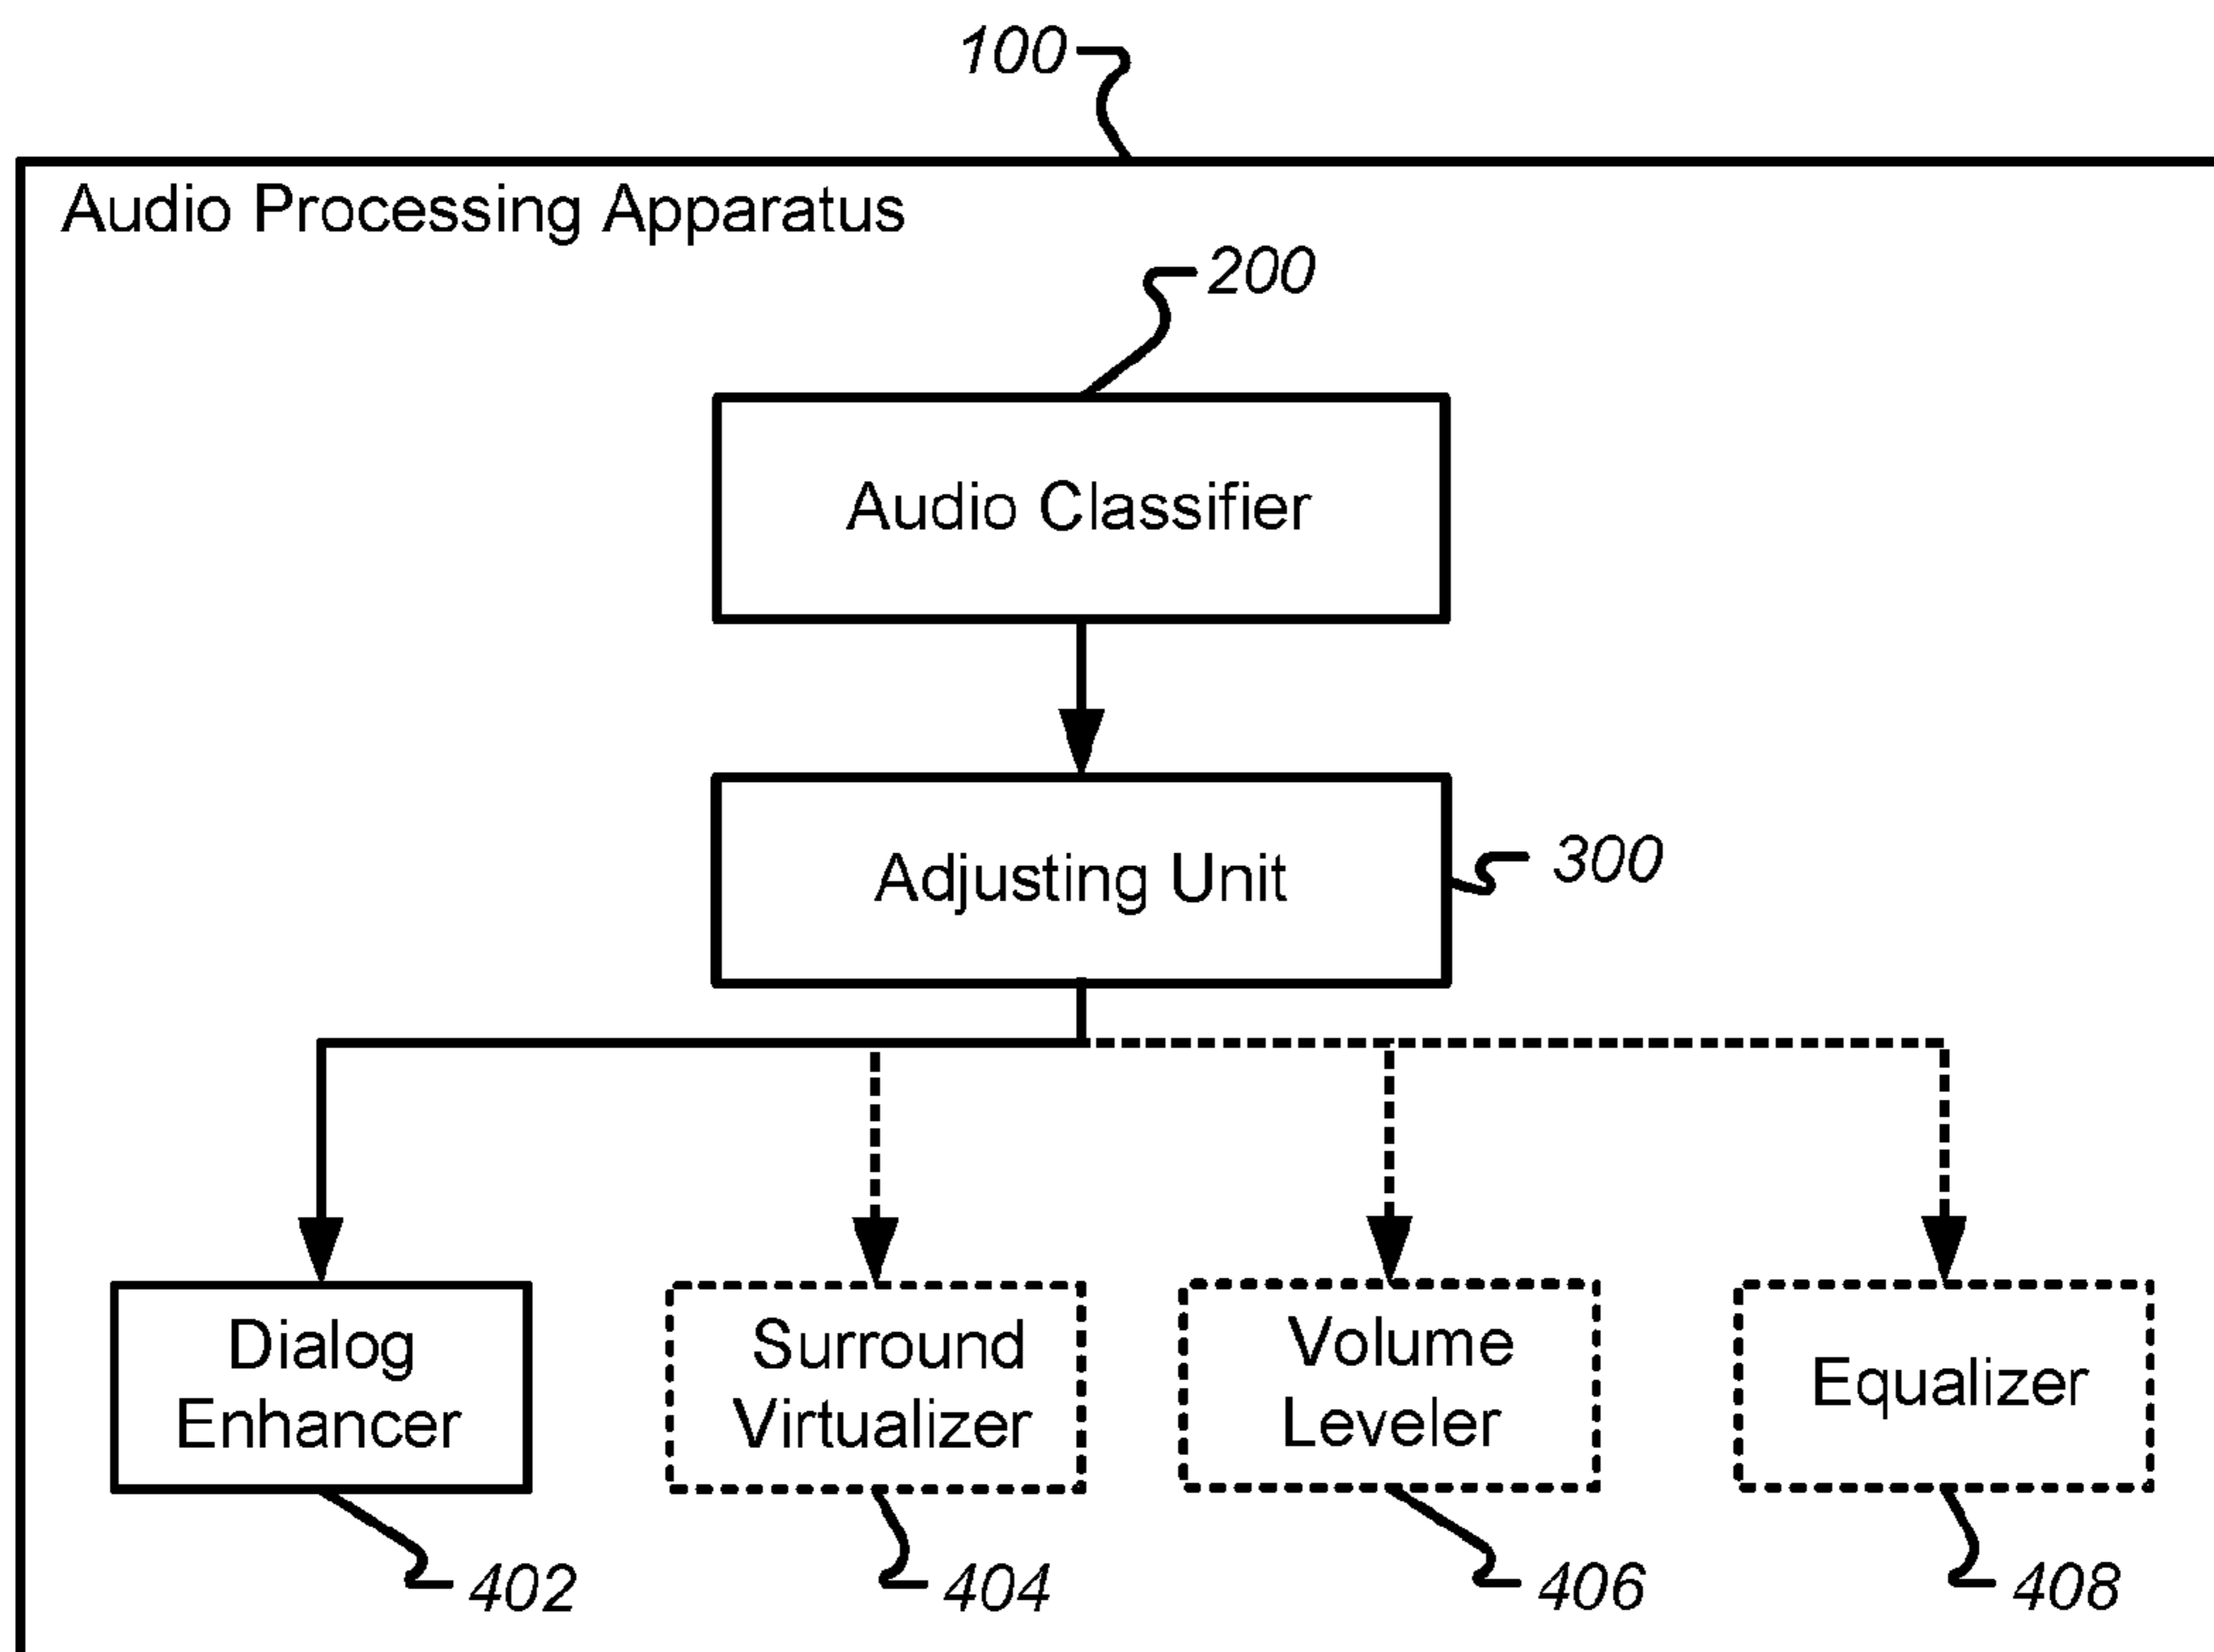 100
Audio Processing Apparatus
200
Audio Classifier
Adjusting Unit
300
Dialog
Enhancer
Surround
Virtualizer
Volume
Leveler
Equalizer
402
404
406
408